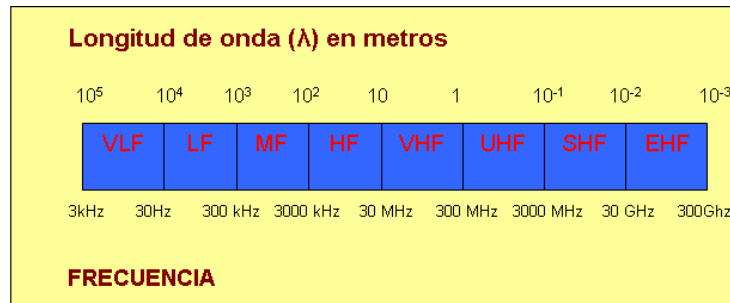 Longitud de onda (λ) en metros
10⁵ 10⁴ 10³ 10² 10 1 10⁻¹ 10⁻² 10⁻³
VLF LF MF HF VHF UHF SHF EHF
3kHz 30Hz 300 kHz 3000 kHz 30 MHz 300 MHz 3000 MHz 30 GHz 300Ghz
FRECUENCIA